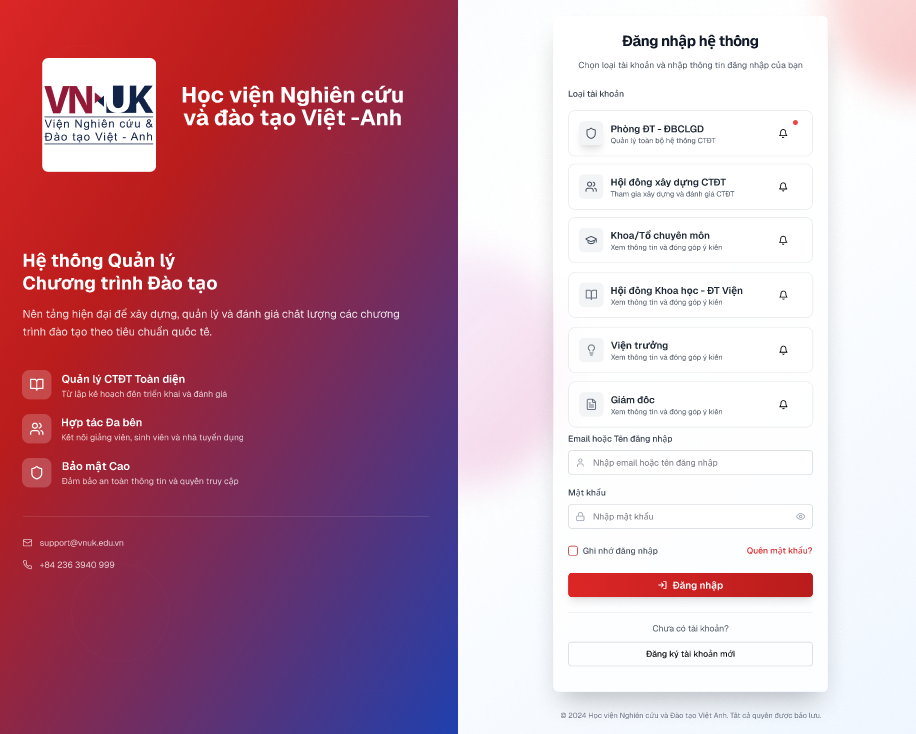 VNUK
Viện Nghiên cứu &
Đào tạo Việt - Anh
Học viện Nghiên cứu
và đào tạo Việt -Anh
Hệ thống Quản lý
Chương trình Đào tạo
Nền tảng hiện đại để xây dựng, quản lý và đánh giá chất lượng các chương
trình đào tạo theo tiêu chuẩn quốc tế.
Quản lý CTĐT Toàn diện
Từ lập kế hoạch đến triển khai và đánh giá
Hợp tác Đa bên
Kết nối giảng viên, sinh viên và nhà tuyển dụng
Bảo mật Cao
Đảm bảo an toàn thông tin và quyền truy cập
support@vnuk.edu.vn
+84 236 3940 999
Đăng nhập hệ thống
Chọn loại tài khoản và nhập thông tin đăng nhập của bạn
Loại tài khoản
Phòng ĐT - ĐBCLGD
Quản lý toàn bộ hệ thống CTĐT
Hội đồng xây dựng CTĐT
Tham gia xây dựng và đánh giá CTĐT
Khoa/Tổ chuyên môn
Xem thông tin và đóng góp ý kiến
Hội đồng Khoa học - ĐT Viện
Xem thông tin và đóng góp ý kiến
Viện trưởng
Xem thông tin và đóng góp ý kiến
Giám đốc
Xem thông tin và đóng góp ý kiến
Email hoặc Tên đăng nhập
Nhập email hoặc tên đăng nhập
Mật khẩu
Nhập mật khẩu
Ghi nhớ đăng nhập
Quên mật khẩu?
Đăng nhập
Chưa có tài khoản?
Đăng ký tài khoản mới
© 2024 Học viện Nghiên cứu và Đào tạo Việt Anh. Tất cả quyền được bảo lưu.